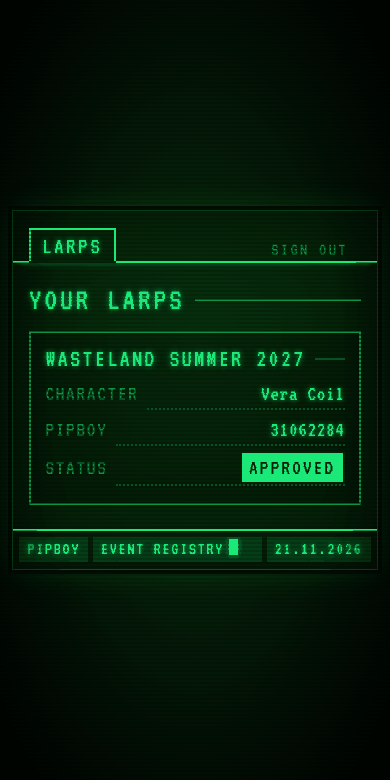 LARPS
SIGN OUT
YOUR LARPS
WASTELAND SUMMER 2027
CHARACTER Vera Coil
PIPBOY 31062284
STATUS APPROVED
PIPBOY EVENT REGISTRY 21.11.2026